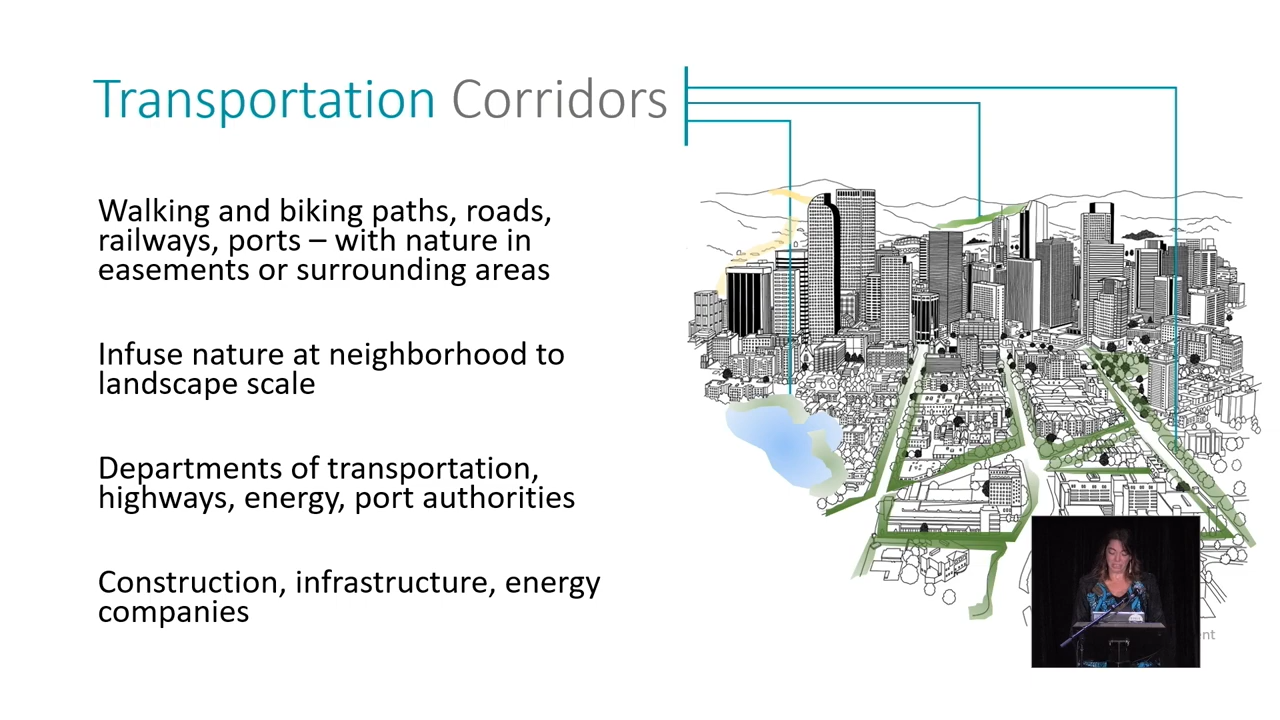 Transportation Corridors
Walking and biking paths, roads,
railways, ports – with nature in
easements or surrounding areas
Infuse nature at neighborhood to
landscape scale
Departments of transportation,
highways, energy, port authorities
Construction, infrastructure, energy
companies